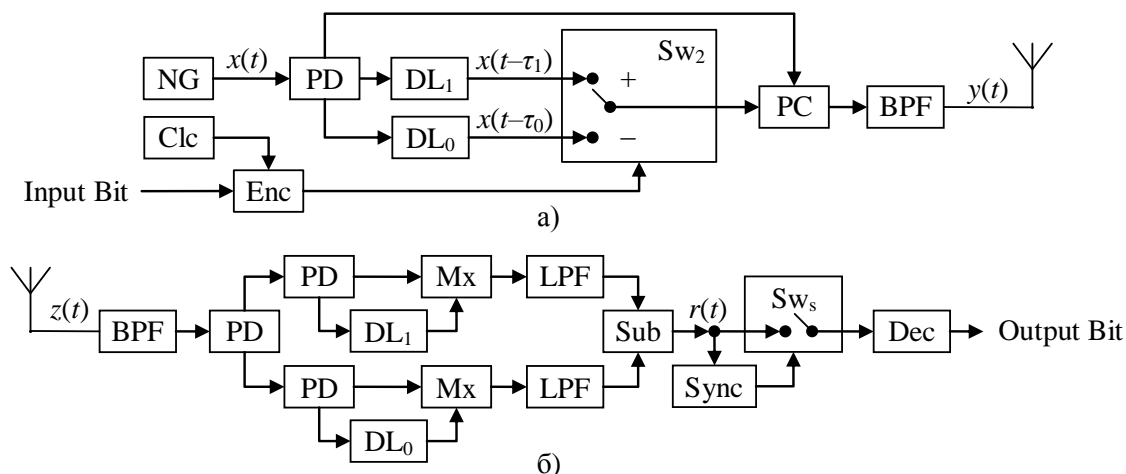 NG
x(t)
PD
DL₁
x(t−τ₁)
Sw₂
+
−
PC
BPF
y(t)
Clc
DL₀
x(t−τ₀)
Input Bit
Enc
а)
z(t)
BPF
PD
PD
DL₁
Mx
LPF
PD
DL₀
Mx
LPF
Sub
r(t)
Swₛ
Sync
Dec
Output Bit
б)